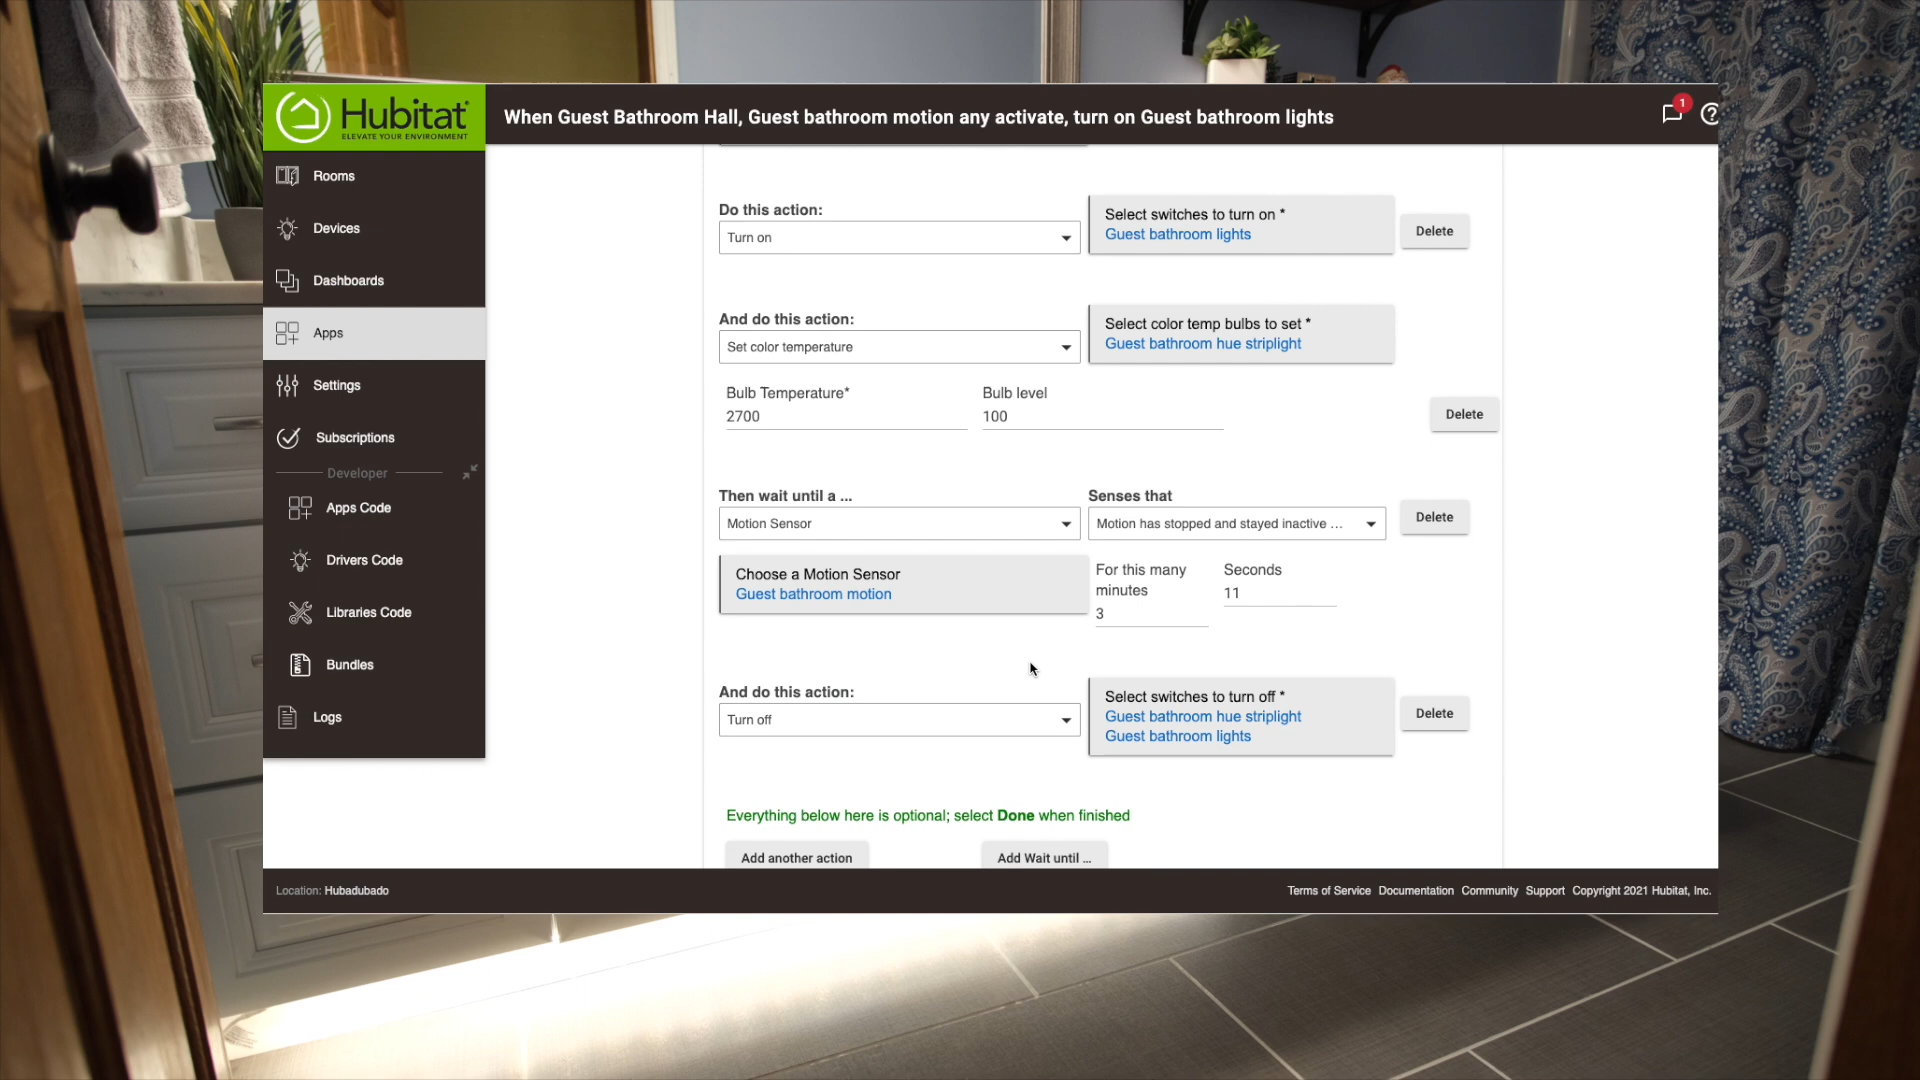 Hubitat
ELEVATE YOUR ENVIRONMENT
When Guest Bathroom Hall, Guest bathroom motion any activate, turn on Guest bathroom lights
1
Rooms
Devices
Dashboards
Apps
Settings
Subscriptions
Developer
Apps Code
Drivers Code
Libraries Code
Bundles
Logs
Do this action:
Turn on
Select switches to turn on *
Guest bathroom lights
Delete
And do this action:
Set color temperature
Select color temp bulbs to set *
Guest bathroom hue striplight
Bulb Temperature*
2700
Bulb level
100
Delete
Then wait until a ...
Motion Sensor
Senses that
Motion has stopped and stayed inactive ...
Delete
Choose a Motion Sensor
Guest bathroom motion
For this many
minutes
3
Seconds
11
And do this action:
Turn off
Select switches to turn off *
Guest bathroom hue striplight
Guest bathroom lights
Delete
Everything below here is optional; select Done when finished
Add another action
Add Wait until ...
Location: Hubadubado
Terms of Service Documentation Community Support Copyright 2021 Hubitat, Inc.